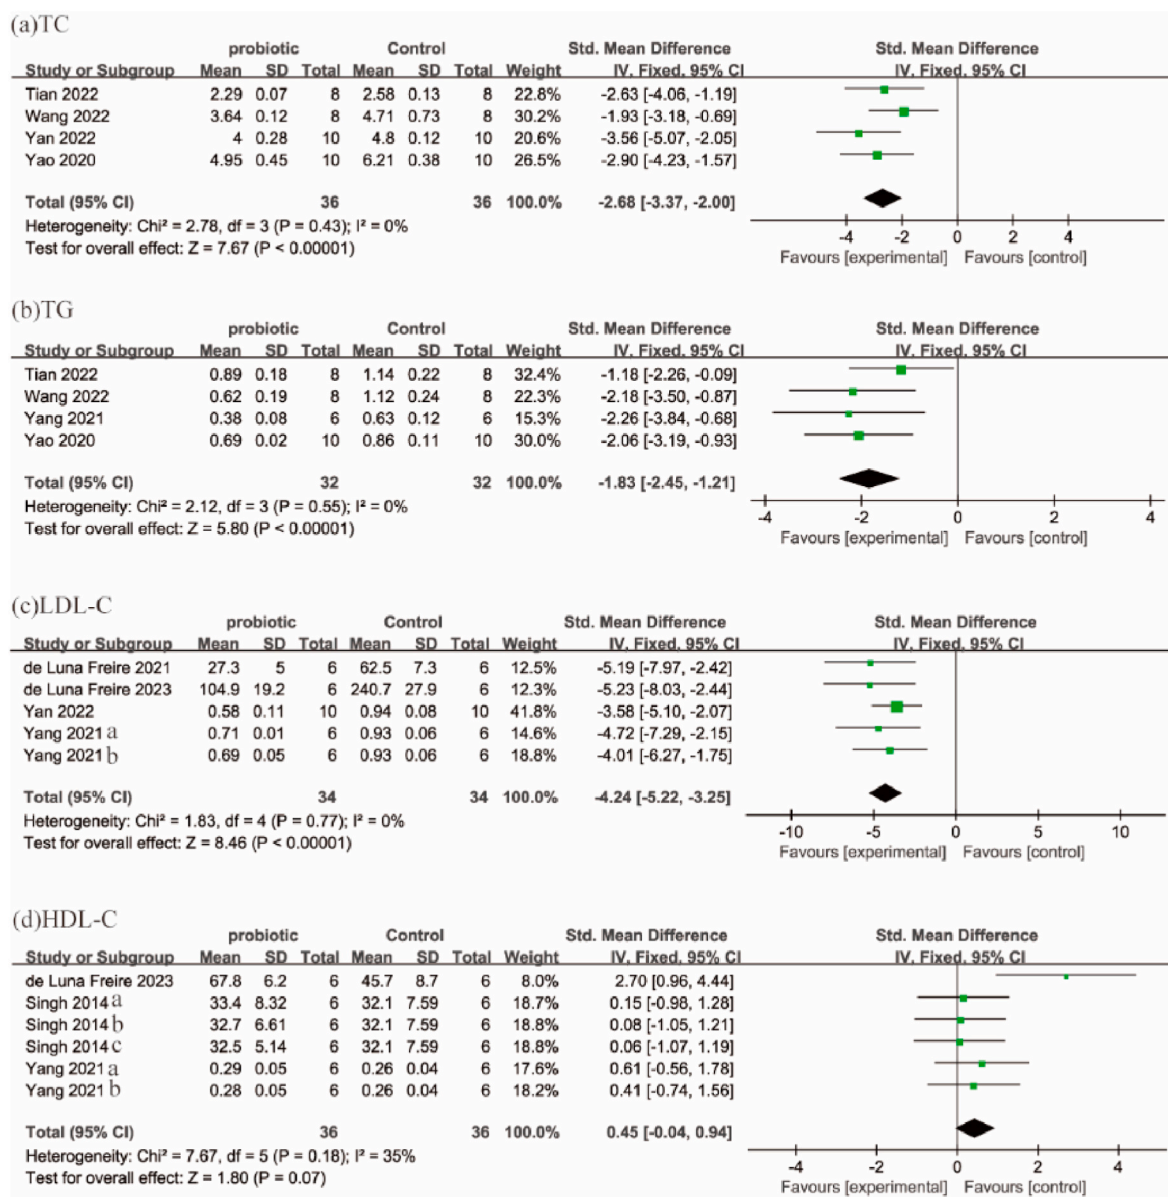 (a)TC
probiotic Control Std. Mean Difference Std. Mean Difference
Study or Subgroup Mean SD Total Mean SD Total Weight IV, Fixed, 95% CI IV, Fixed, 95% CI
Tian 2022 2.29 0.07 8 2.58 0.13 8 22.8% -2.63 [-4.06, -1.19]
Wang 2022 3.64 0.12 8 4.71 0.73 8 30.2% -1.93 [-3.18, -0.69]
Yan 2022 4 0.28 10 4.8 0.12 10 20.6% -3.56 [-5.07, -2.05]
Yao 2020 4.95 0.45 10 6.21 0.38 10 26.5% -2.90 [-4.23, -1.57]
Total (95% CI) 36 36 100.0% -2.68 [-3.37, -2.00]
Heterogeneity: Chi² = 2.78, df = 3 (P = 0.43); I² = 0%
Test for overall effect: Z = 7.67 (P < 0.00001)
-4 -2 0 2 4
Favours [experimental] Favours [control]
(b)TG
probiotic Control Std. Mean Difference Std. Mean Difference
Study or Subgroup Mean SD Total Mean SD Total Weight IV, Fixed, 95% CI IV, Fixed, 95% CI
Tian 2022 0.89 0.18 8 1.14 0.22 8 32.4% -1.18 [-2.26, -0.09]
Wang 2022 0.62 0.19 8 1.12 0.24 8 22.3% -2.18 [-3.50, -0.87]
Yang 2021 0.38 0.08 6 0.63 0.12 6 15.3% -2.26 [-3.84, -0.68]
Yao 2020 0.69 0.02 10 0.86 0.11 10 30.0% -2.06 [-3.19, -0.93]
Total (95% CI) 32 32 100.0% -1.83 [-2.45, -1.21]
Heterogeneity: Chi² = 2.12, df = 3 (P = 0.55); I² = 0%
Test for overall effect: Z = 5.80 (P < 0.00001)
-4 -2 0 2 4
Favours [experimental] Favours [control]
(c)LDL-C
probiotic Control Std. Mean Difference Std. Mean Difference
Study or Subgroup Mean SD Total Mean SD Total Weight IV, Fixed, 95% CI IV, Fixed, 95% CI
de Luna Freire 2021 27.3 5 6 62.5 7.3 6 12.5% -5.19 [-7.97, -2.42]
de Luna Freire 2023 104.9 19.2 6 240.7 27.9 6 12.3% -5.23 [-8.03, -2.44]
Yan 2022 0.58 0.11 10 0.94 0.08 10 41.8% -3.58 [-5.10, -2.07]
Yang 2021 a 0.71 0.01 6 0.93 0.06 6 14.6% -4.72 [-7.29, -2.15]
Yang 2021 b 0.69 0.05 6 0.93 0.06 6 18.8% -4.01 [-6.27, -1.75]
Total (95% CI) 34 34 100.0% -4.24 [-5.22, -3.25]
Heterogeneity: Chi² = 1.83, df = 4 (P = 0.77); I² = 0%
Test for overall effect: Z = 8.46 (P < 0.00001)
-10 -5 0 5 10
Favours [experimental] Favours [control]
(d)HDL-C
probiotic Control Std. Mean Difference Std. Mean Difference
Study or Subgroup Mean SD Total Mean SD Total Weight IV, Fixed, 95% CI IV, Fixed, 95% CI
de Luna Freire 2023 67.8 6.2 6 45.7 8.7 6 8.0% 2.70 [0.96, 4.44]
Singh 2014 a 33.4 8.32 6 32.1 7.59 6 18.7% 0.15 [-0.98, 1.28]
Singh 2014 b 32.7 6.61 6 32.1 7.59 6 18.8% 0.08 [-1.05, 1.21]
Singh 2014 c 32.5 5.14 6 32.1 7.59 6 18.8% 0.06 [-1.07, 1.19]
Yang 2021 a 0.29 0.05 6 0.26 0.04 6 17.6% 0.61 [-0.56, 1.78]
Yang 2021 b 0.28 0.05 6 0.26 0.04 6 18.2% 0.41 [-0.74, 1.56]
Total (95% CI) 36 36 100.0% 0.45 [-0.04, 0.94]
Heterogeneity: Chi² = 7.67, df = 5 (P = 0.18); I² = 35%
Test for overall effect: Z = 1.80 (P = 0.07)
-4 -2 0 2 4
Favours [experimental] Favours [control]